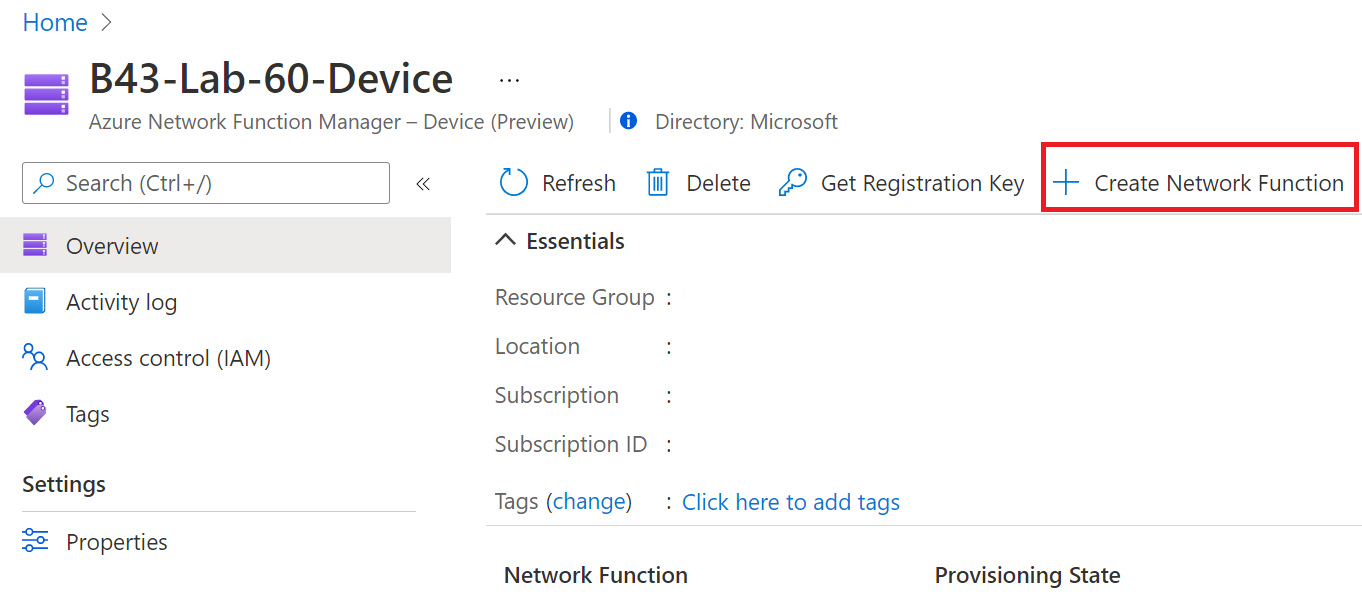 Home >
B43-Lab-60-Device ...
Azure Network Function Manager – Device (Preview) Directory: Microsoft
Search (Ctrl+/) «
Refresh Delete Get Registration Key + Create Network Function
Overview
Activity log
Access control (IAM)
Tags
Settings
Properties
Essentials
Resource Group :
Location :
Subscription :
Subscription ID :
Tags (change) : Click here to add tags
Network Function Provisioning State